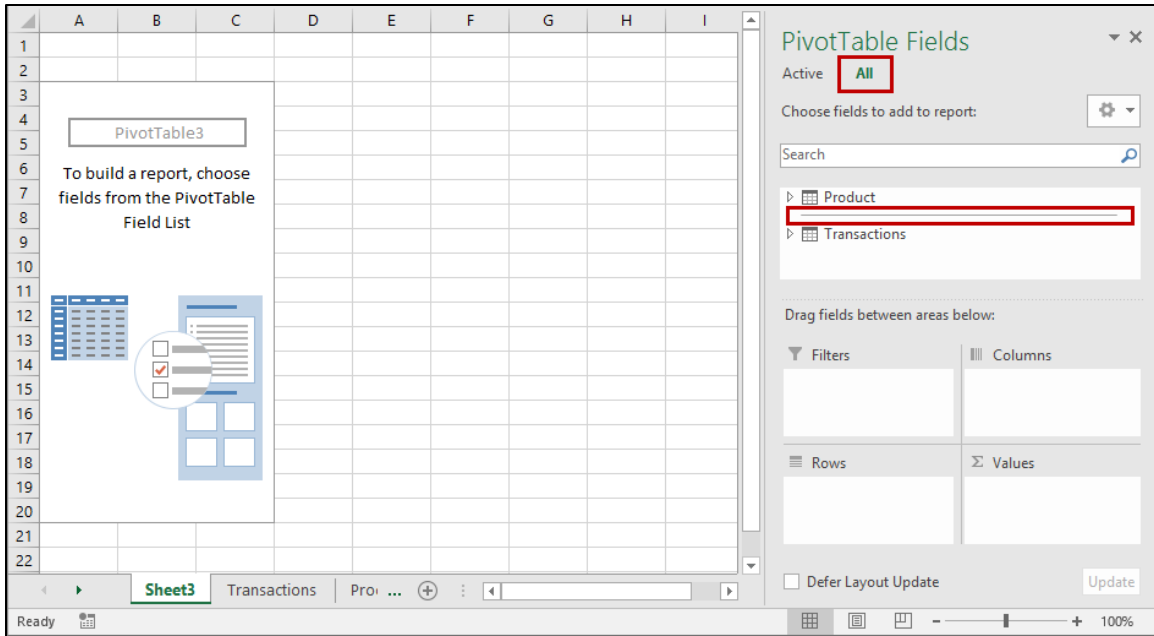 A B C D E F G H I
1
2
3
4
5
6
7
8
9
10
11
12
13
14
15
16
17
18
19
20
21
22
PivotTable3
To build a report, choose
fields from the PivotTable
Field List
Sheet3 Transactions Pro ...
Ready
PivotTable Fields
Active All
Choose fields to add to report:
Search
Product
Transactions
Drag fields between areas below:
Filters Columns
Rows Σ Values
Defer Layout Update Update
100%